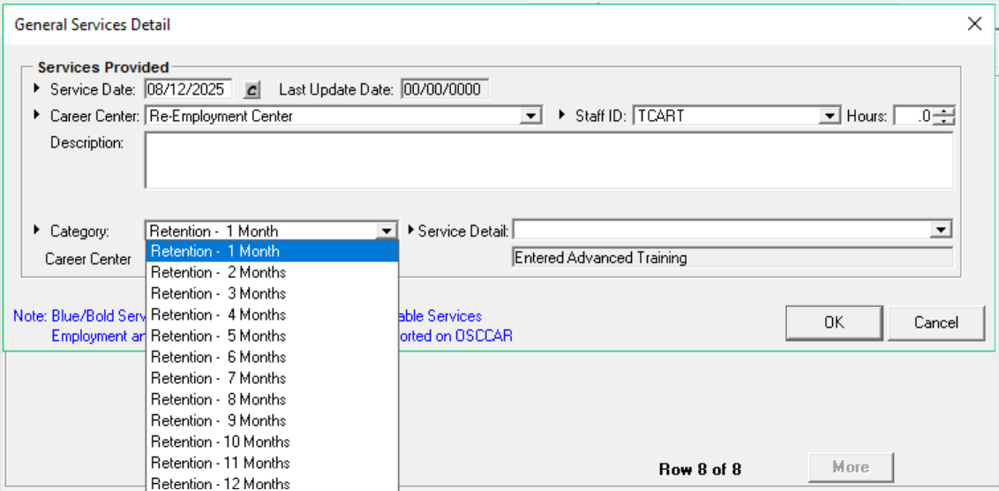 General Services Detail
Services Provided
Service Date: 08/12/2025 C Last Update Date: 00/00/0000
Career Center: Re-Employment Center Staff ID: TCART Hours: .0
Description:
Category: Retention - 1 Month Service Detail:
Retention - 1 Month
Career Center Entered Advanced Training
Retention - 2 Months
Retention - 3 Months
Note: Blue/Bold Serv able Services
Retention - 4 Months
OK Cancel
Employment an orted on OSCCAR
Retention - 5 Months
Retention - 6 Months
Retention - 7 Months
Retention - 8 Months
Retention - 9 Months
Retention - 10 Months
Retention - 11 Months
Retention - 12 Months
Row 8 of 8 More